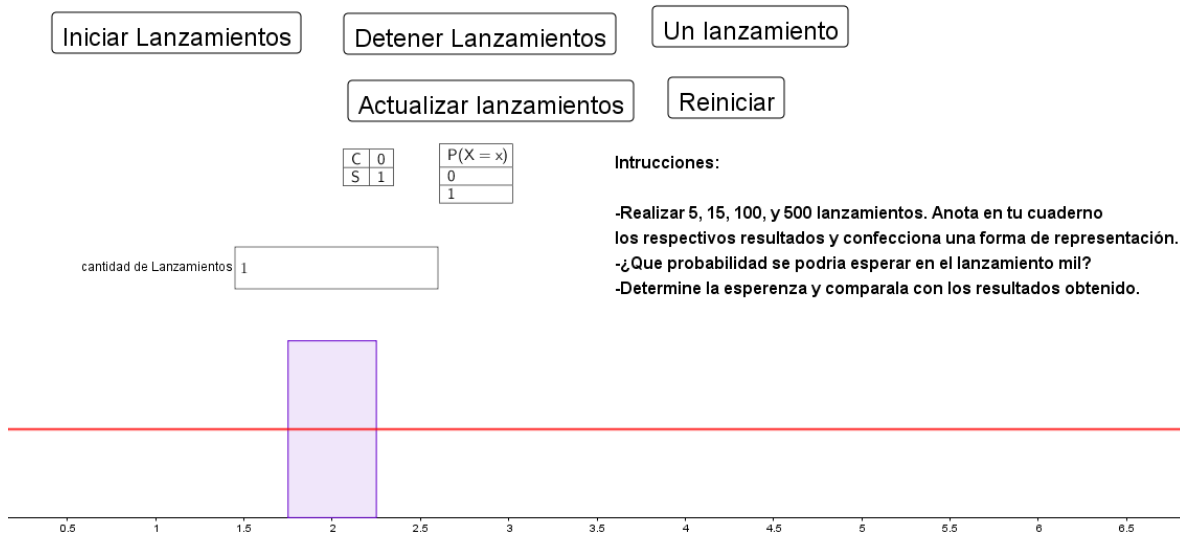 Iniciar Lanzamientos
Detener Lanzamientos
Un lanzamiento
Actualizar lanzamientos
Reiniciar
C 0
S 1
P(X = x)
0
1
Intrucciones:
-Realizar 5, 15, 100, y 500 lanzamientos. Anota en tu cuaderno
los respectivos resultados y confecciona una forma de representación.
-¿Que probabilidad se podria esperar en el lanzamiento mil?
-Determine la esperenza y comparala con los resultados obtenido.
cantidad de Lanzamientos 1
0.5 1 1.5 2 2.5 3 3.5 4 4.5 5 5.5 6 6.5